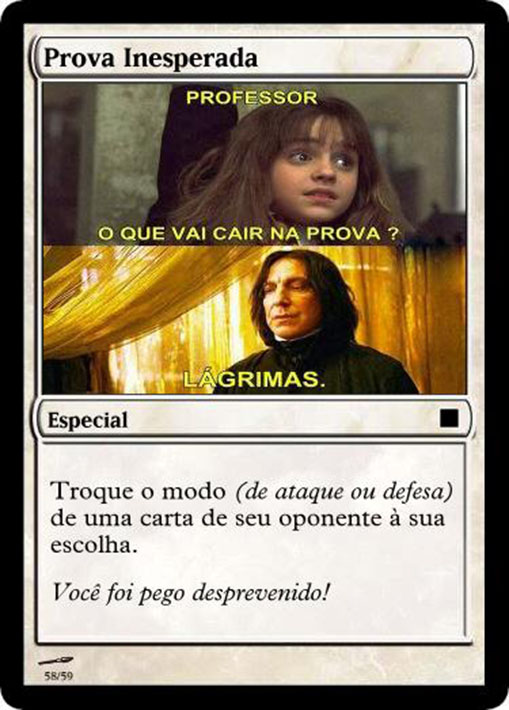 Prova Inesperada
PROFESSOR
O QUE VAI CAIR NA PROVA ?
LÁGRIMAS.
Especial
Troque o modo (de ataque ou defesa)
de uma carta de seu oponente à sua
escolha.
Você foi pego desprevenido!
58/59